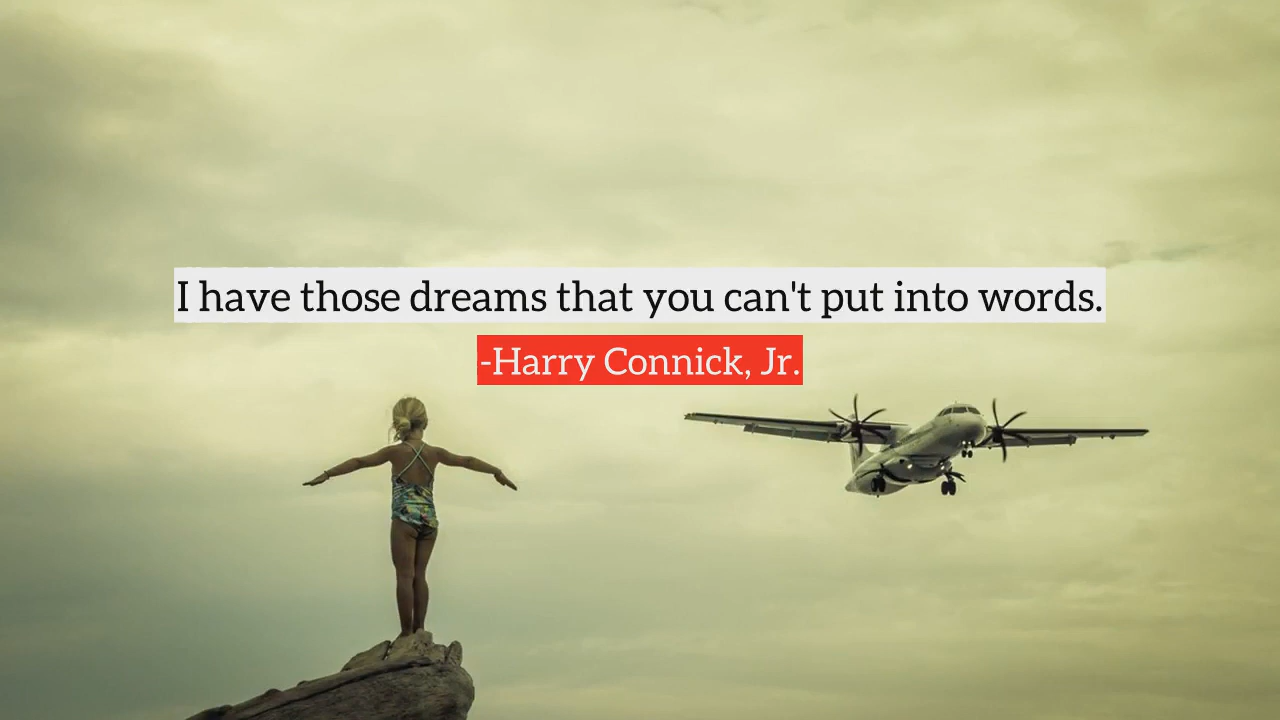 I have those dreams that you can't put into words.
-Harry Connick, Jr.